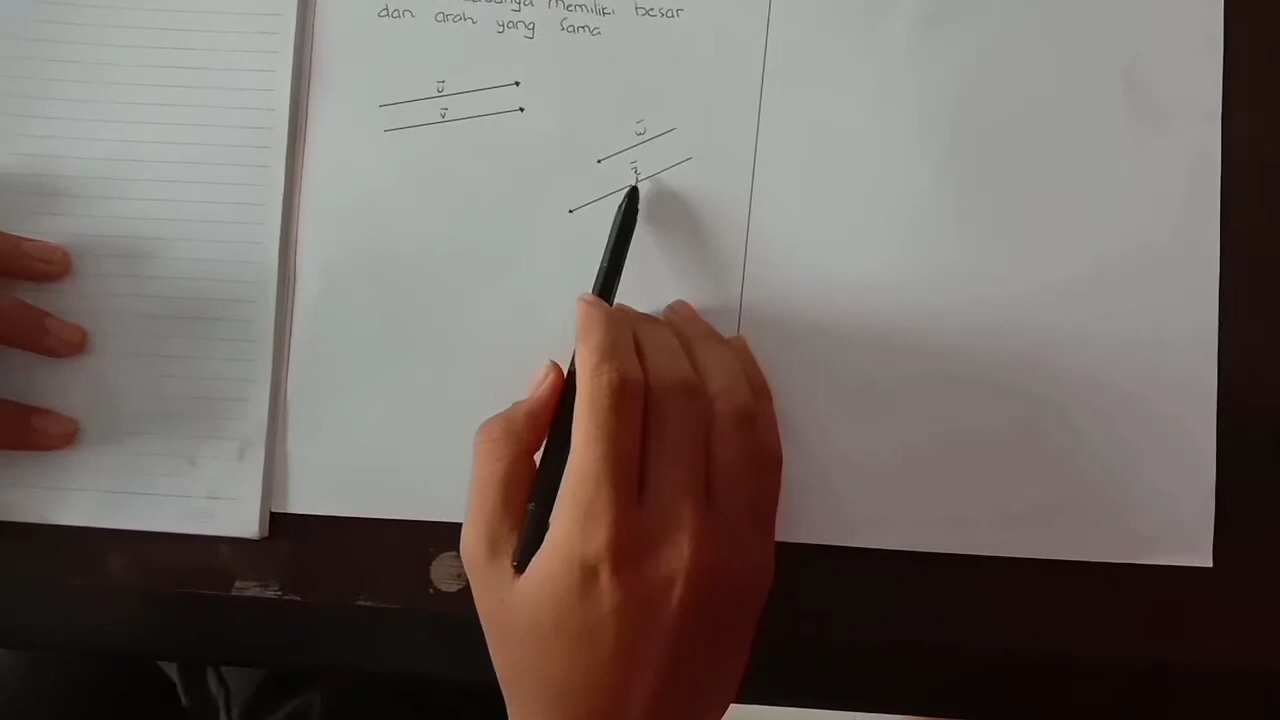 memiliki besar
dan arah yang sama
u
v
w
z